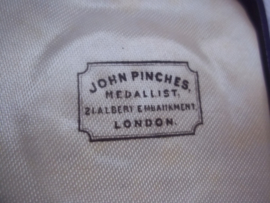 JOHN PINCHES.
MEDALLIST.
21 ALBERT EMBANKMENT.
LONDON.